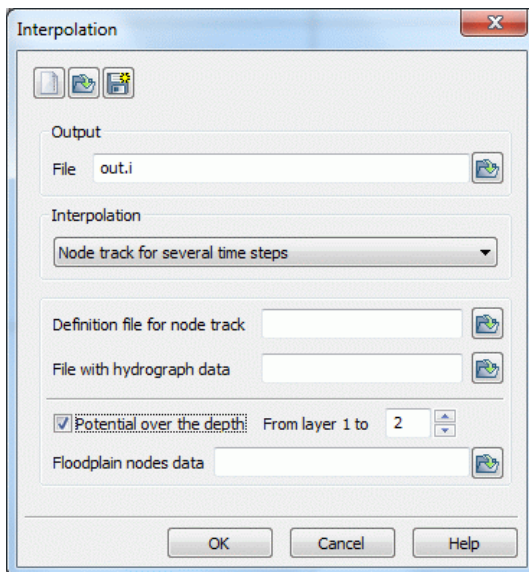 Interpolation
Output
File out.i
Interpolation
Node track for several time steps
Definition file for node track
File with hydrograph data
Potential over the depth From layer 1 to 2
Floodplain nodes data
OK Cancel Help